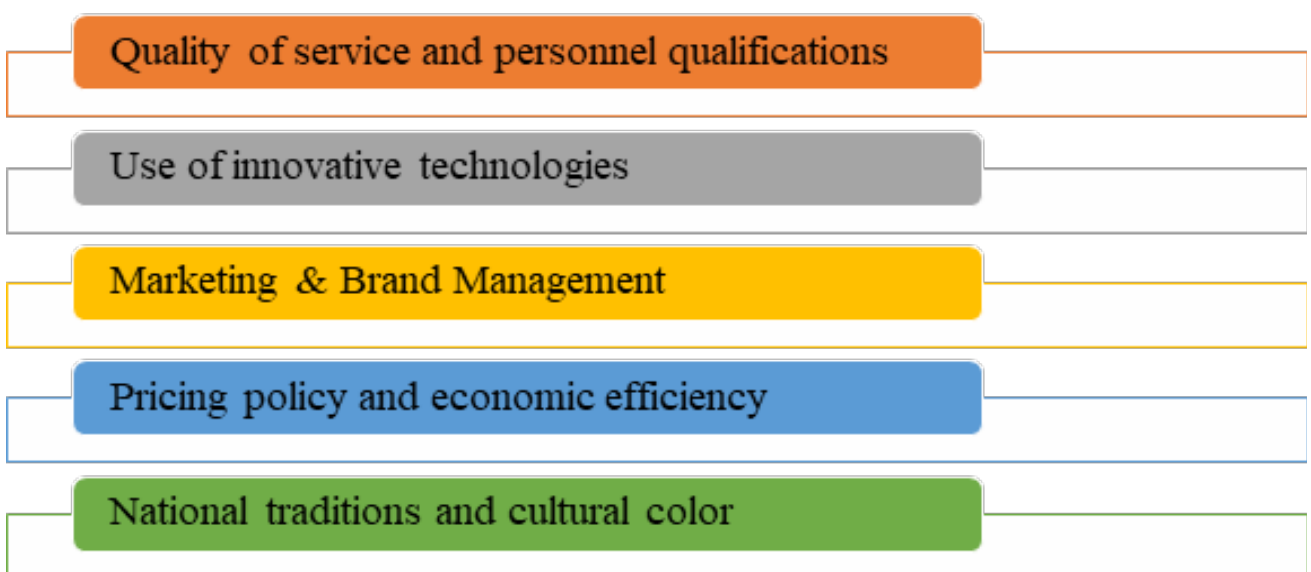 Quality of service and personnel qualifications
Use of innovative technologies
Marketing & Brand Management
Pricing policy and economic efficiency
National traditions and cultural color